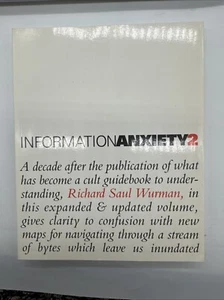 INFORMATIONANXIETY2
A decade after the publication of what
has become a cult guidebook to under-
standing, Richard Saul Wurman, in
this expanded & updated volume,
gives clarity to confusion with new
maps for navigating through a stream
of bytes which leave us inundated